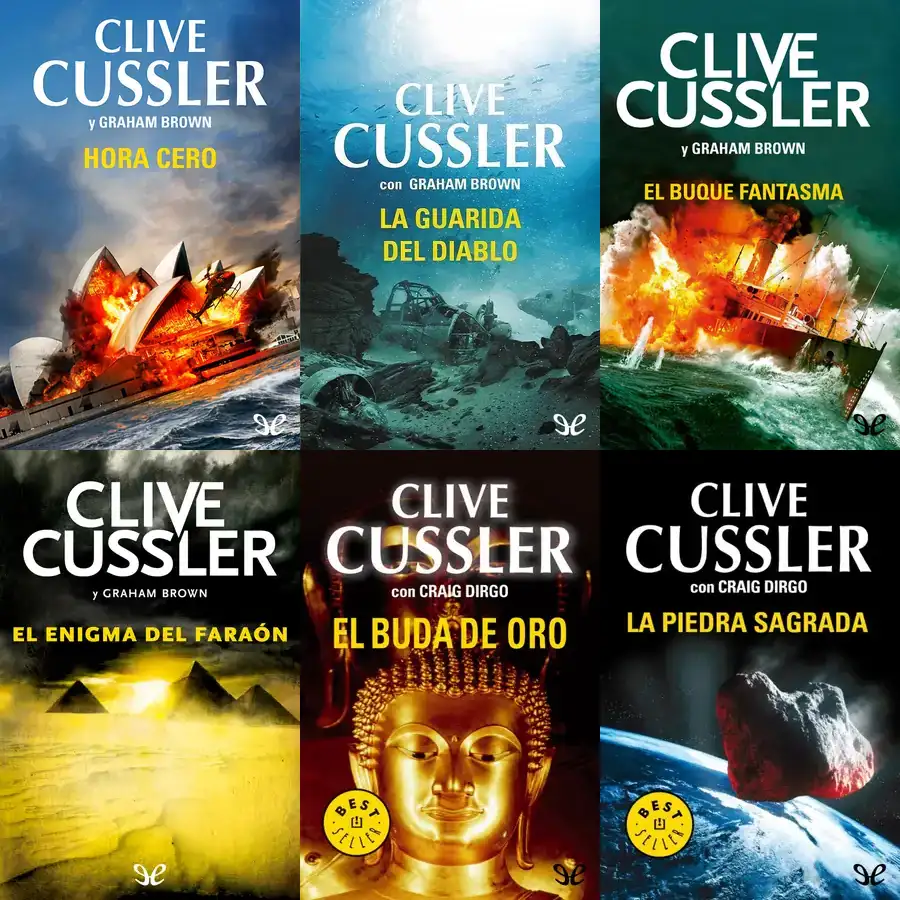 CLIVE
CUSSLER
y GRAHAM BROWN
HORA CERO
CLIVE
CUSSLER
con GRAHAM BROWN
LA GUARIDA
DEL DIABLO
CLIVE
CUSSLER
y GRAHAM BROWN
EL BUQUE FANTASMA
CLIVE
CUSSLER
y GRAHAM BROWN
EL ENIGMA DEL FARAÓN
CLIVE
CUSSLER
con CRAIG DIRGO
EL BUDA DE ORO
BEST
SELLER
CLIVE
CUSSLER
con CRAIG DIRGO
LA PIEDRA SAGRADA
BEST
SELLER